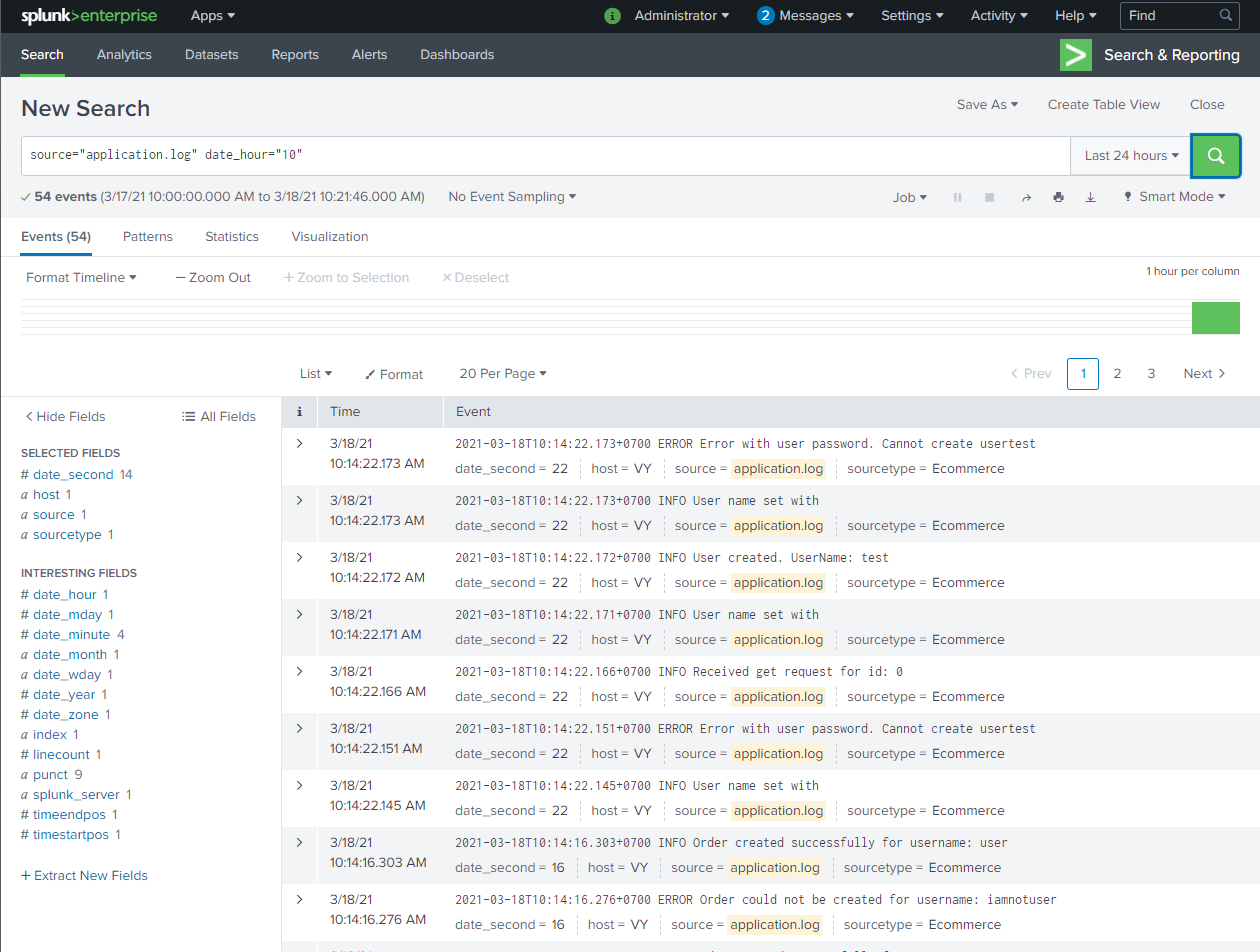 splunk>enterprise Apps i Administrator 2 Messages Settings Activity Help Find
Search Analytics Datasets Reports Alerts Dashboards > Search & Reporting
New Search Save As Create Table View Close
source="application.log" date_hour="10" Last 24 hours
54 events (3/17/21 10:00:00.000 AM to 3/18/21 10:21:46.000 AM) No Event Sampling Job Smart Mode
Events (54) Patterns Statistics Visualization
Format Timeline — Zoom Out + Zoom to Selection × Deselect 1 hour per column
List Format 20 Per Page < Prev 1 2 3 Next >
< Hide Fields All Fields
SELECTED FIELDS
# date_second 14
a host 1
a source 1
a sourcetype 1
INTERESTING FIELDS
# date_hour 1
# date_mday 1
# date_minute 4
a date_month 1
a date_wday 1
# date_year 1
# date_zone 1
a index 1
# linecount 1
a punct 9
a splunk_server 1
# timeendpos 1
# timestartpos 1
+ Extract New Fields
i Time Event
> 3/18/21 2021-03-18T10:14:22.173+0700 ERROR Error with user password. Cannot create usertest
10:14:22.173 AM date_second = 22 host = VY source = application.log sourcetype = Ecommerce
> 3/18/21 2021-03-18T10:14:22.173+0700 INFO User name set with
10:14:22.173 AM date_second = 22 host = VY source = application.log sourcetype = Ecommerce
> 3/18/21 2021-03-18T10:14:22.172+0700 INFO User created. UserName: test
10:14:22.172 AM date_second = 22 host = VY source = application.log sourcetype = Ecommerce
> 3/18/21 2021-03-18T10:14:22.171+0700 INFO User name set with
10:14:22.171 AM date_second = 22 host = VY source = application.log sourcetype = Ecommerce
> 3/18/21 2021-03-18T10:14:22.166+0700 INFO Received get request for id: 0
10:14:22.166 AM date_second = 22 host = VY source = application.log sourcetype = Ecommerce
> 3/18/21 2021-03-18T10:14:22.151+0700 ERROR Error with user password. Cannot create usertest
10:14:22.151 AM date_second = 22 host = VY source = application.log sourcetype = Ecommerce
> 3/18/21 2021-03-18T10:14:22.145+0700 INFO User name set with
10:14:22.145 AM date_second = 22 host = VY source = application.log sourcetype = Ecommerce
> 3/18/21 2021-03-18T10:14:16.303+0700 INFO Order created successfully for username: user
10:14:16.303 AM date_second = 16 host = VY source = application.log sourcetype = Ecommerce
> 3/18/21 2021-03-18T10:14:16.276+0700 ERROR Order could not be created for username: iamnotuser
10:14:16.276 AM date_second = 16 host = VY source = application.log sourcetype = Ecommerce